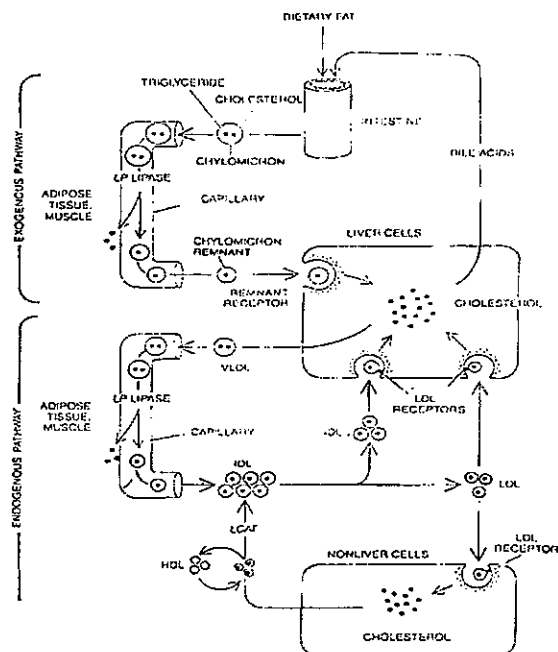 DIETARY FAT
TRIGLYCERIDE
CHOLESTEROL
INTESTINE
BILE ACIDS
CHYLOMICRON
LP LIPASE
ADIPOSE
TISSUE,
MUSCLE
CAPILLARY
EXOGENOUS PATHWAY
CHYLOMICRON
REMNANT
REMNANT
RECEPTOR
LIVER CELLS
CHOLESTEROL
VLDL
LP LIPASE
ADIPOSE
TISSUE,
MUSCLE
CAPILLARY
ENDOGENOUS PATHWAY
LDL
RECEPTORS
IDL
IDL
LDL
LCAT
HDL
NONLIVER CELLS
LDL
RECEPTOR
CHOLESTEROL